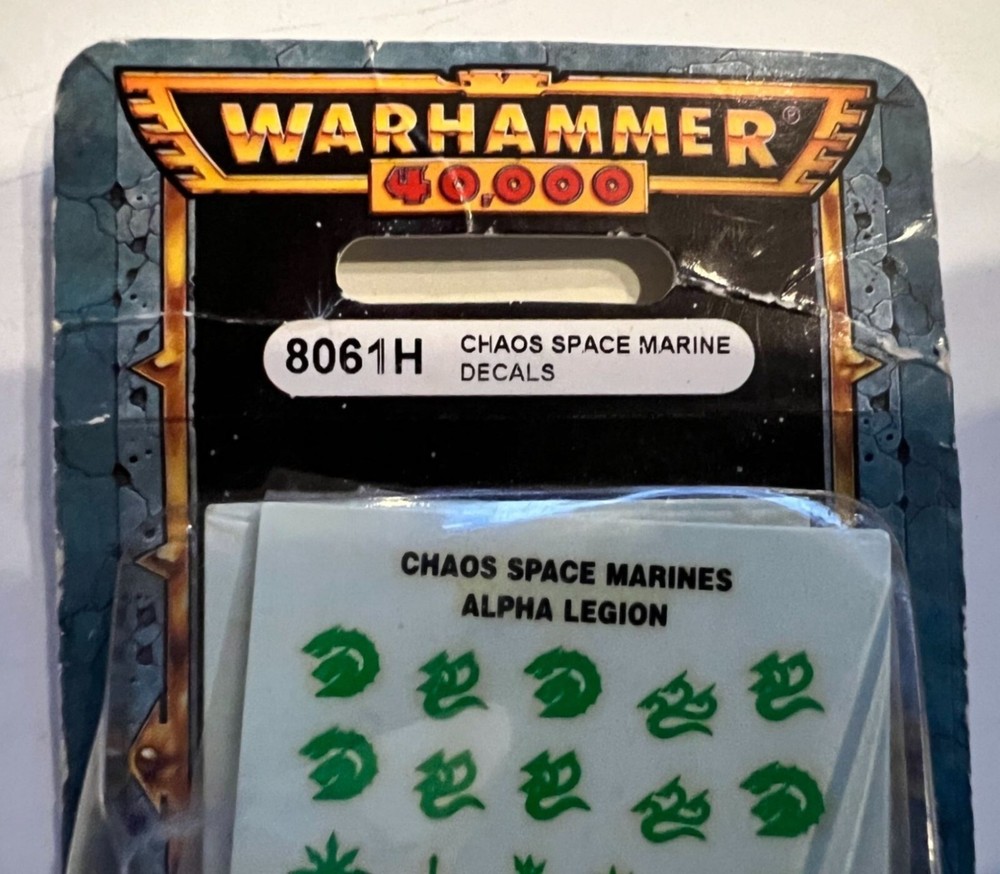 WARHAMMER®
40,000
8061H CHAOS SPACE MARINE
DECALS
CHAOS SPACE MARINES
ALPHA LEGION